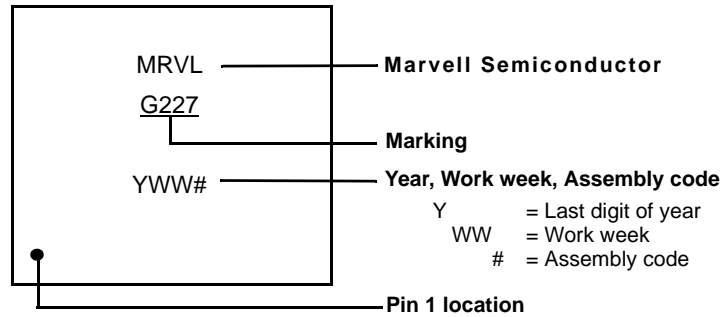 MRVL Marvell Semiconductor
G227
Marking
YWW# Year, Work week, Assembly code
Y = Last digit of year
WW = Work week
# = Assembly code
Pin 1 location